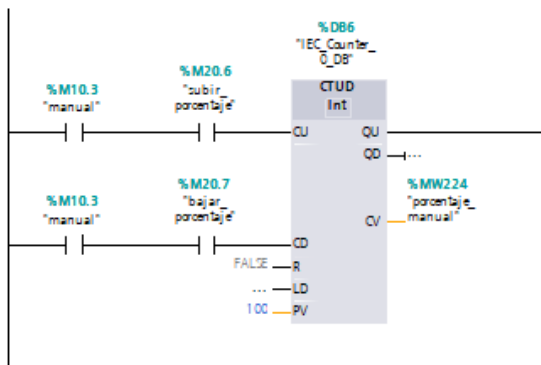 %DB6
"IEC_Counter_
0_DB"
%M10.3
"manual"
%M20.6
"subir_
porcentaje"
CTUD
Int
CU
QU
QD
...
%M10.3
"manual"
%M20.7
"bajar_
porcentaje"
%MW224
"porcentaje_
manual"
CV
CD
FALSE
R
...
LD
100
PV